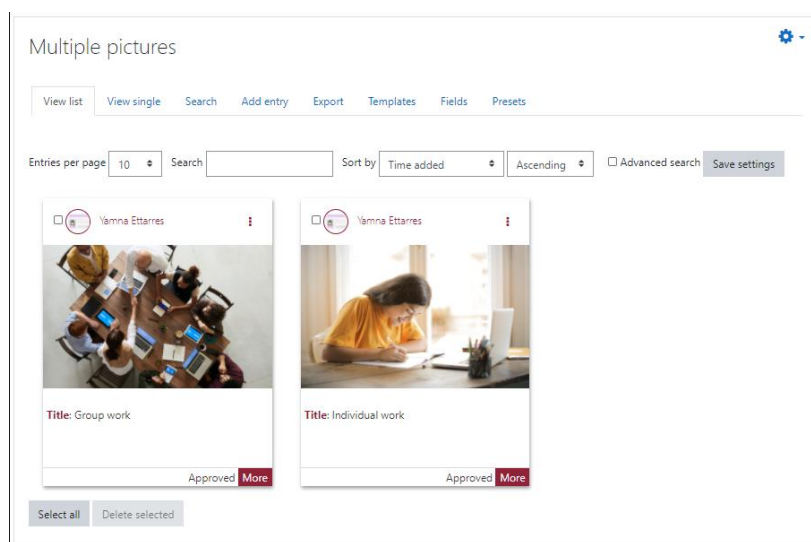 Multiple pictures
View list View single Search Add entry Export Templates Fields Presets
Entries per page 10 Search Sort by Time added Ascending Advanced search Save settings
Yamna Ettarres Yamna Ettarres
Title: Group work Title: Individual work
Approved More Approved More
Select all Delete selected